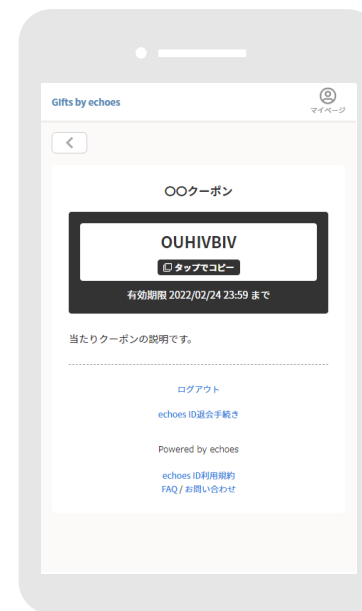 Gifts by echoes
マイページ
〇〇クーポン
OUHIVBIV
タップでコピー
有効期限 2022/02/24 23:59 まで
当たりクーポンの説明です。
ログアウト
echoes ID退会手続き
Powered by echoes
echoes ID利用規約
FAQ / お問い合わせ